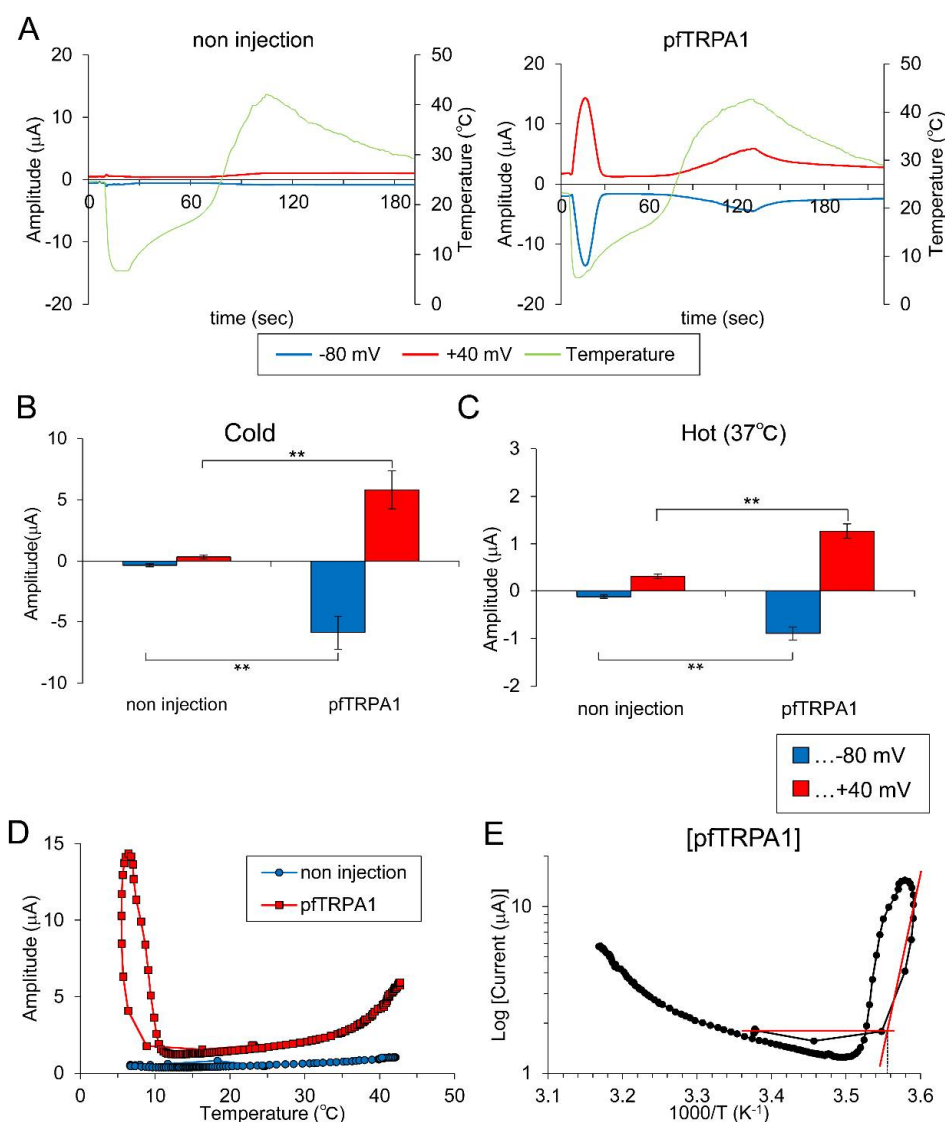 A
non injection
pfTRPA1
20
10
0
-10
-20
Amplitude (μA)
0
60
120
180
50
40
30
20
10
0
Temperature (°C)
time (sec)
20
10
0
-10
-20
Amplitude (μA)
0
60
120
180
50
40
30
20
10
0
Temperature (°C)
time (sec)
-80 mV
+40 mV
Temperature
B
Cold
10
5
0
-5
-10
Amplitude(μA)
**
**
non injection
pfTRPA1
C
Hot (37°C)
3
2
1
0
-1
-2
Amplitude (μA)
**
**
non injection
pfTRPA1
...-80 mV
...+40 mV
D
15
10
5
0
Amplitude (μA)
non injection
pfTRPA1
0
10
20
30
40
50
Temperature (°C)
E
[pfTRPA1]
10
1
Log [Current (μA)]
3.1
3.2
3.3
3.4
3.5
3.6
1000/T (K-1)